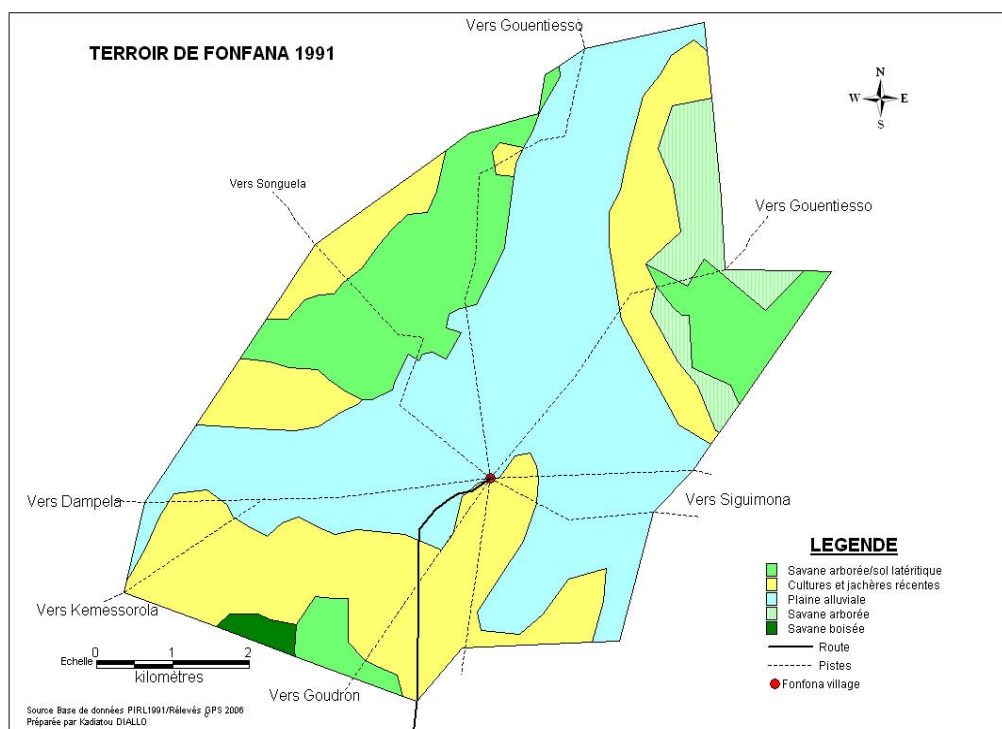 Vers Gouentiesso
TERROIR DE FONFANA 1991
N
W E
S
Vers Songuela
Vers Gouentiesso
Vers Dampela
Vers Siguimona
LEGENDE
Savane arborée/sol latéritique
Cultures et jachères récentes
Plaine alluviale
Savane arborée
Savane boisée
Route
Pistes
Fonfona village
Vers Kemessorola
0 1 2
Echelle
kilométres
Vers Goudron
Source Base de données PIRL1991/Rélevés GPS 2006
Préparée par Kadiatou DIALLO